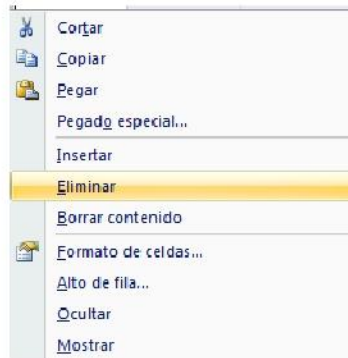 Cortar
Copiar
Pegar
Pegado especial...
Insertar
Eliminar
Borrar contenido
Formato de celdas...
Alto de fila...
Ocultar
Mostrar